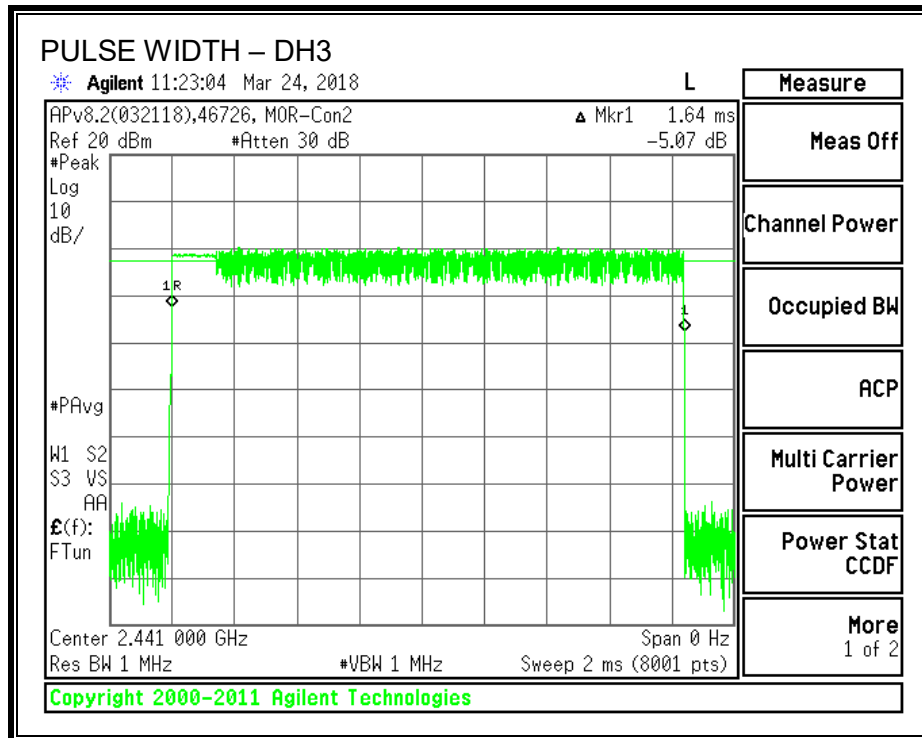 PULSE WIDTH – DH3
Agilent 11:23:04 Mar 24, 2018 L
APv8.2(032118),46726, MOR-Con2 ▲ Mkr1 1.64 ms
Ref 20 dBm #Atten 30 dB -5.07 dB
#Peak
Log
10
dB/
1R
1
#PAvg
W1 S2
S3 VS
AA
£(f):
FTun
Center 2.441 000 GHz Span 0 Hz
Res BW 1 MHz #VBW 1 MHz Sweep 2 ms (8001 pts)
Copyright 2000-2011 Agilent Technologies
Measure
Meas Off
Channel Power
Occupied BW
ACP
Multi Carrier
Power
Power Stat
CCDF
More
1 of 2